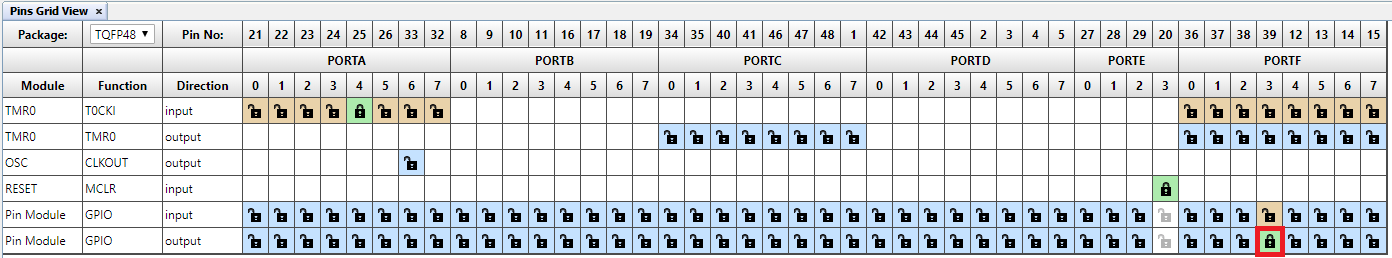 Pins Grid View ×
Package: TQFP48 Pin No: 21 22 23 24 25 26 33 32 8 9 10 11 16 17 18 19 34 35 40 41 46 47 48 1 42 43 44 45 2 3 4 5 27 28 29 20 36 37 38 39 12 13 14 15
PORTA PORTB PORTC PORTD PORTE PORTF
Module Function Direction 0 1 2 3 4 5 6 7 0 1 2 3 4 5 6 7 0 1 2 3 4 5 6 7 0 1 2 3 4 5 6 7 0 1 2 3 0 1 2 3 4 5 6 7
TMR0 T0CKI input
TMR0 TMR0 output
OSC CLKOUT output
RESET MCLR input
Pin Module GPIO input
Pin Module GPIO output